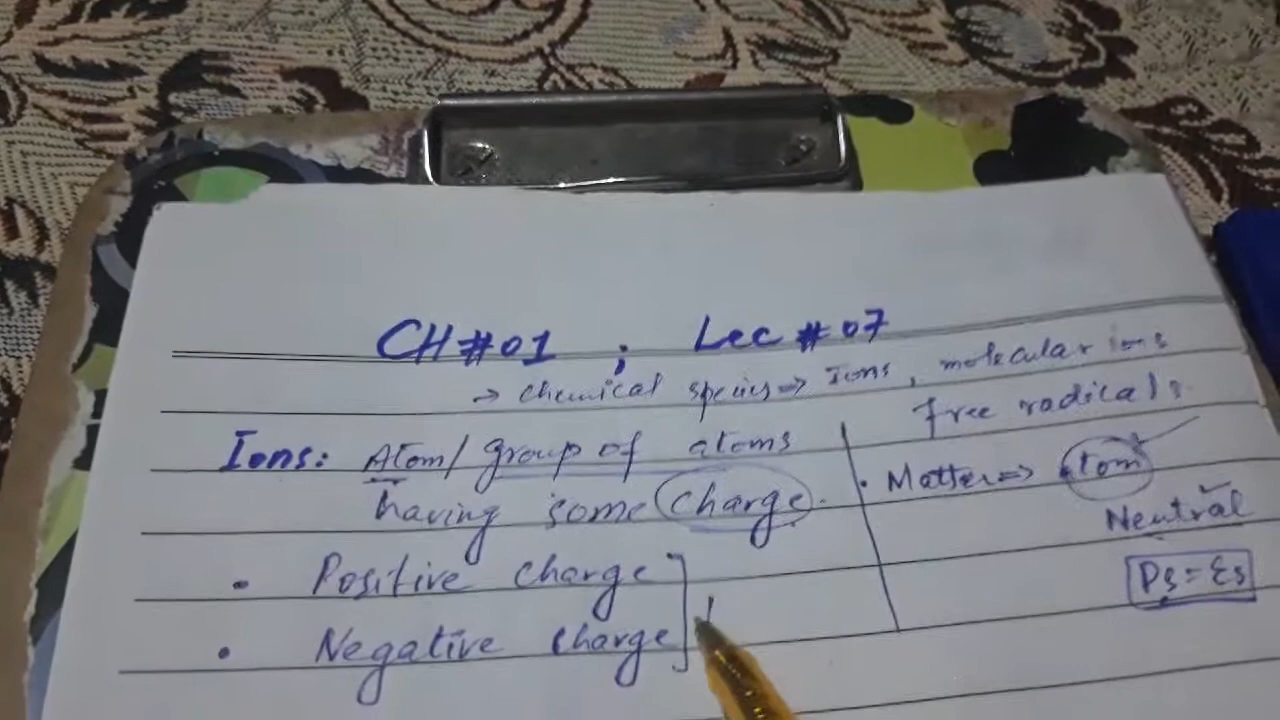 CH#01 ; Lec #07
→ Chemical species ⇒ Ions, molecular ions
Free radicals
Ions: Atom/ group of atoms
having some charge.
• Positive charge
• Negative charge
• Matter ⇒ Atom
Neutral
Ps = Es